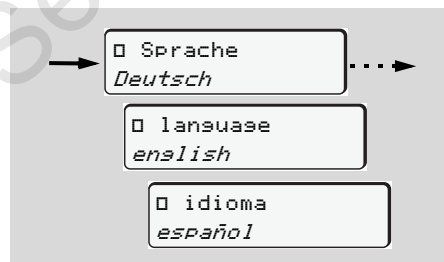 □ Sprache
Deutsch
□ language
english
□ idioma
español